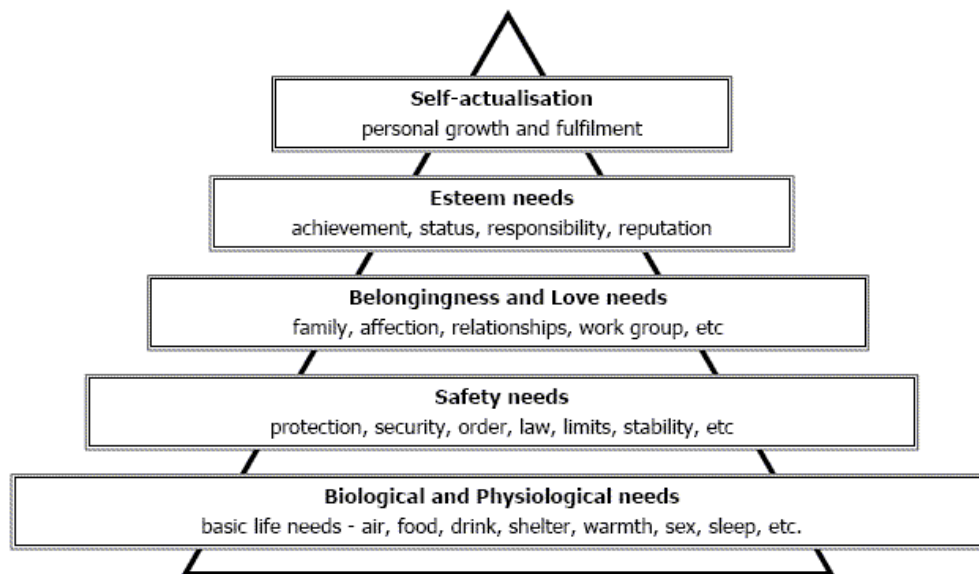 Self-actualisation
personal growth and fulfilment
Esteem needs
achievement, status, responsibility, reputation
Belongingness and Love needs
family, affection, relationships, work group, etc
Safety needs
protection, security, order, law, limits, stability, etc
Biological and Physiological needs
basic life needs - air, food, drink, shelter, warmth, sex, sleep, etc.